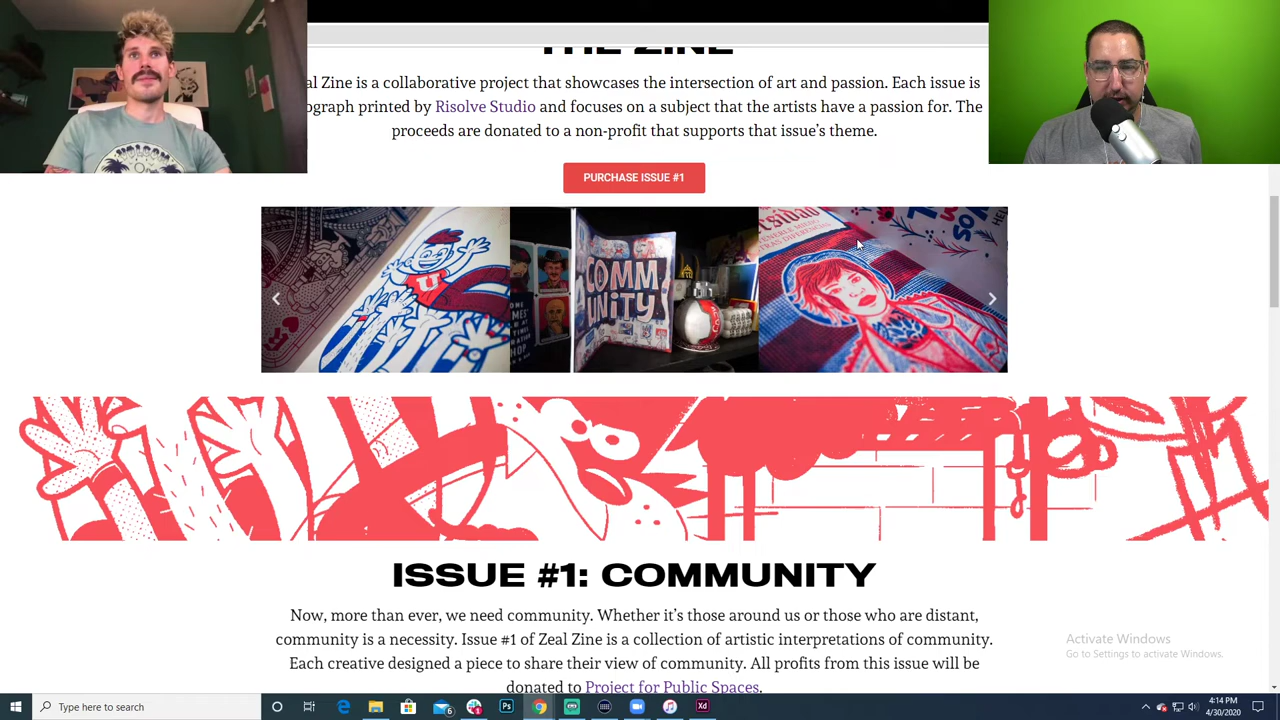 THE ZINE
al Zine is a collaborative project that showcases the intersection of art and passion. Each issue is
ograph printed by Risolve Studio and focuses on a subject that the artists have a passion for. The
proceeds are donated to a non-profit that supports that issue's theme.
PURCHASE ISSUE #1
U
COMM
UNITY
ISSUE #1: COMMUNITY
Now, more than ever, we need community. Whether it's those around us or those who are distant,
community is a necessity. Issue #1 of Zeal Zine is a collection of artistic interpretations of community.
Each creative designed a piece to share their view of community. All profits from this issue will be
donated to Project for Public Spaces.
Activate Windows
Go to Settings to activate Windows.
Type here to search
6
Ps
1
Xd
4:14 PM
4/30/2020